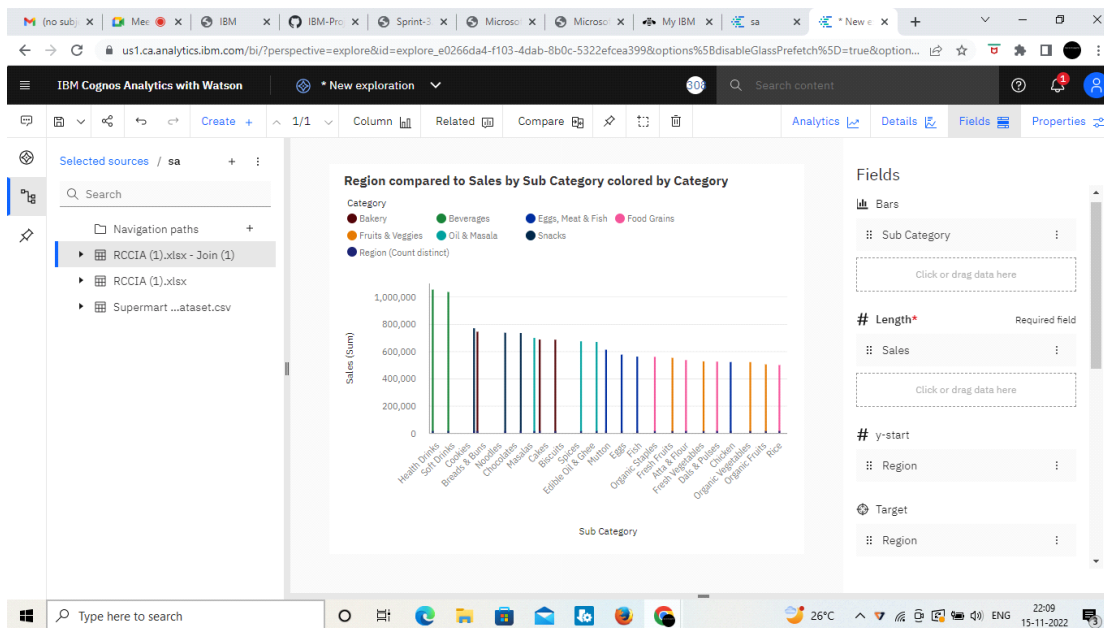 (no subj
Mee
IBM
IBM-Pro
Sprint-3
Microso
Microso
My IBM
sa
* New e
us1.ca.analytics.ibm.com/bi/?perspective=explore&id=explore_e0266da4-f103-4dab-8b0c-5322efcea399&options%5BdisableGlassPrefetch%5D=true&option...
IBM Cognos Analytics with Watson
* New exploration
308
Search content
1
Create +
1/1
Column
Related
Compare
Analytics
Details
Fields
Properties
Selected sources / sa
Search
Navigation paths
RCCIA (1).xlsx - Join (1)
RCCIA (1).xlsx
Supermart ...ataset.csv
Region compared to Sales by Sub Category colored by Category
Category
Bakery
Beverages
Eggs, Meat & Fish
Food Grains
Fruits & Veggies
Oil & Masala
Snacks
Region (Count distinct)
Sales (Sum)
1,000,000
800,000
600,000
400,000
200,000
0
Health Drinks
Soft Drinks
Cookies
Breads & Buns
Noodles
Chocolates
Masalas
Cakes
Biscuits
Spices
Edible Oil & Ghee
Mutton
Eggs
Fish
Organic Staples
Fresh Fruits
Atta & Flour
Fresh Vegetables
Dals & Pulses
Chicken
Organic Vegetables
Organic Fruits
Rice
Sub Category
Fields
Bars
Sub Category
Click or drag data here
# Length*
Required field
Sales
Click or drag data here
# y-start
Region
Target
Region
Type here to search
26°C
ENG
22:09
15-11-2022
3